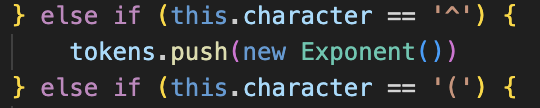 } else if (this.character == '^') {
    tokens.push(new Exponent())
} else if (this.character == '(') {